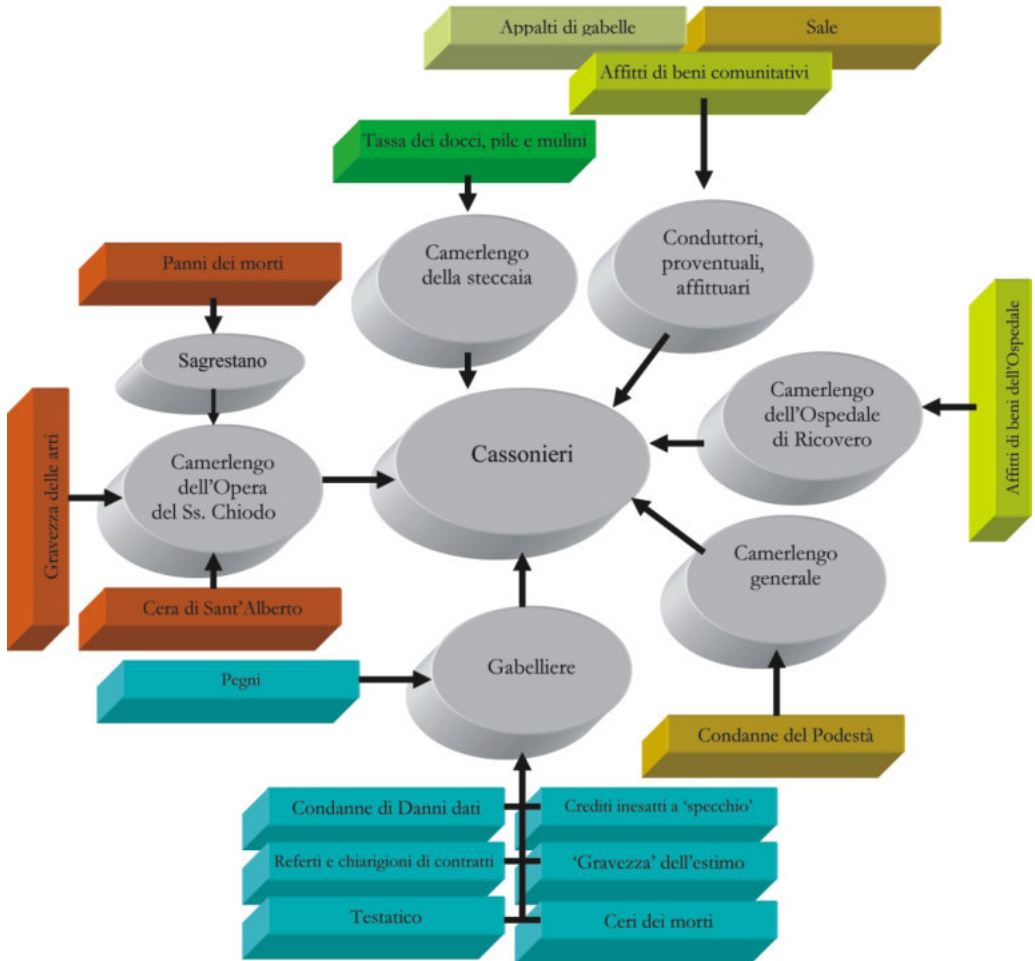 Appalti di gabelle
Sale
Affitti di beni comunitativi
Tassa dei docci, pile e mulini
Camerlengo
della steccaia
Conduttori,
proventuali,
affittuari
Panni dei morti
Sagrestano
Camerlengo
dell'Ospedale
di Ricovero
Affitti di beni dell'Ospedale
Cassonieri
Gravezza delle arti
Camerlengo
dell'Opera
del Ss. Chiodo
Camerlengo
generale
Cera di Sant'Alberto
Pegni
Gabelliere
Condanne del Podestà
Condanne di Danni dati
Crediti inesatti a 'specchio'
Referti e chiarigioni di contratti
'Gravezza' dell'estimo
Testatico
Ceri dei morti